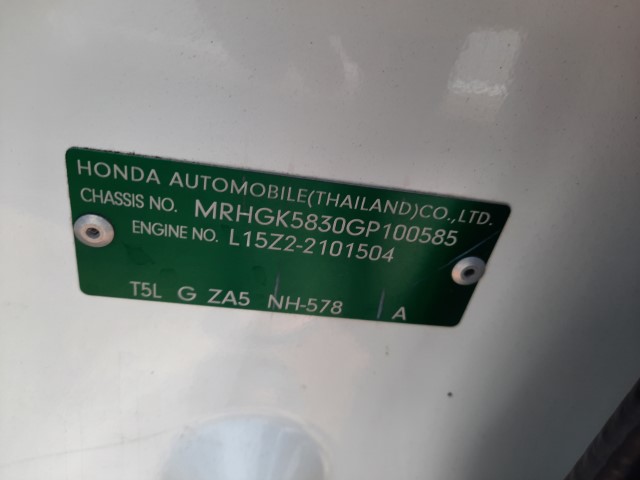 HONDA AUTOMOBILE(THAILAND)CO.,LTD.
CHASSIS NO. MRHGK5830GP100585
ENGINE NO. L15Z2-2101504
T5L G ZA5 NH-578 A